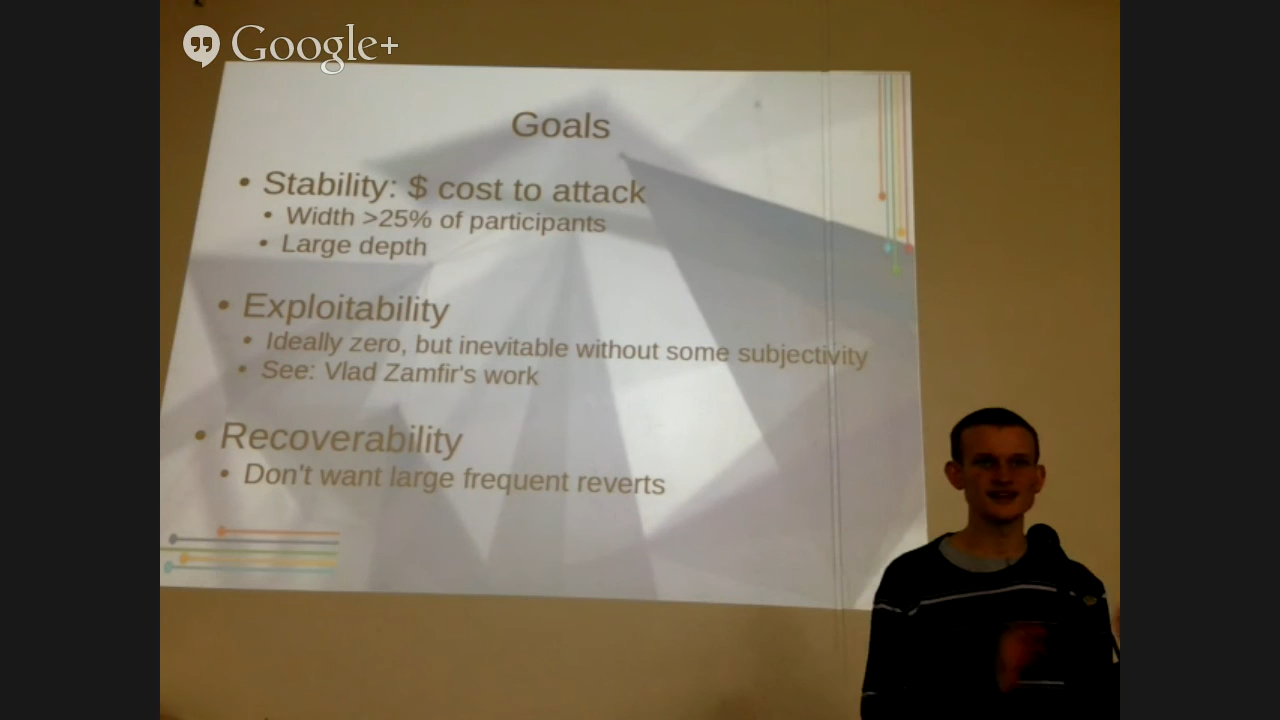 Google+
Goals
• Stability: $ cost to attack
• Width >25% of participants
• Large depth
• Exploitability
• Ideally zero, but inevitable without some subjectivity
• See: Vlad Zamfir's work
• Recoverability
• Don't want large frequent reverts